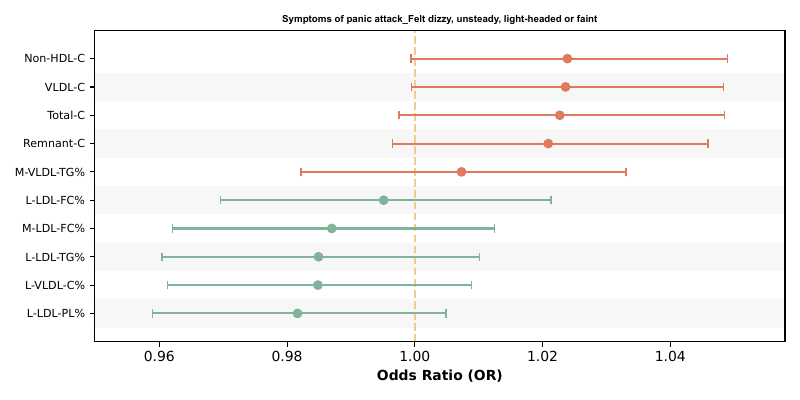 Symptoms of panic attack_Felt dizzy, unsteady, light-headed or faint
Non-HDL-C
VLDL-C
Total-C
Remnant-C
M-VLDL-TG%
L-LDL-FC%
M-LDL-FC%
L-LDL-TG%
L-VLDL-C%
L-LDL-PL%
0.96 0.98 1.00 1.02 1.04
Odds Ratio (OR)